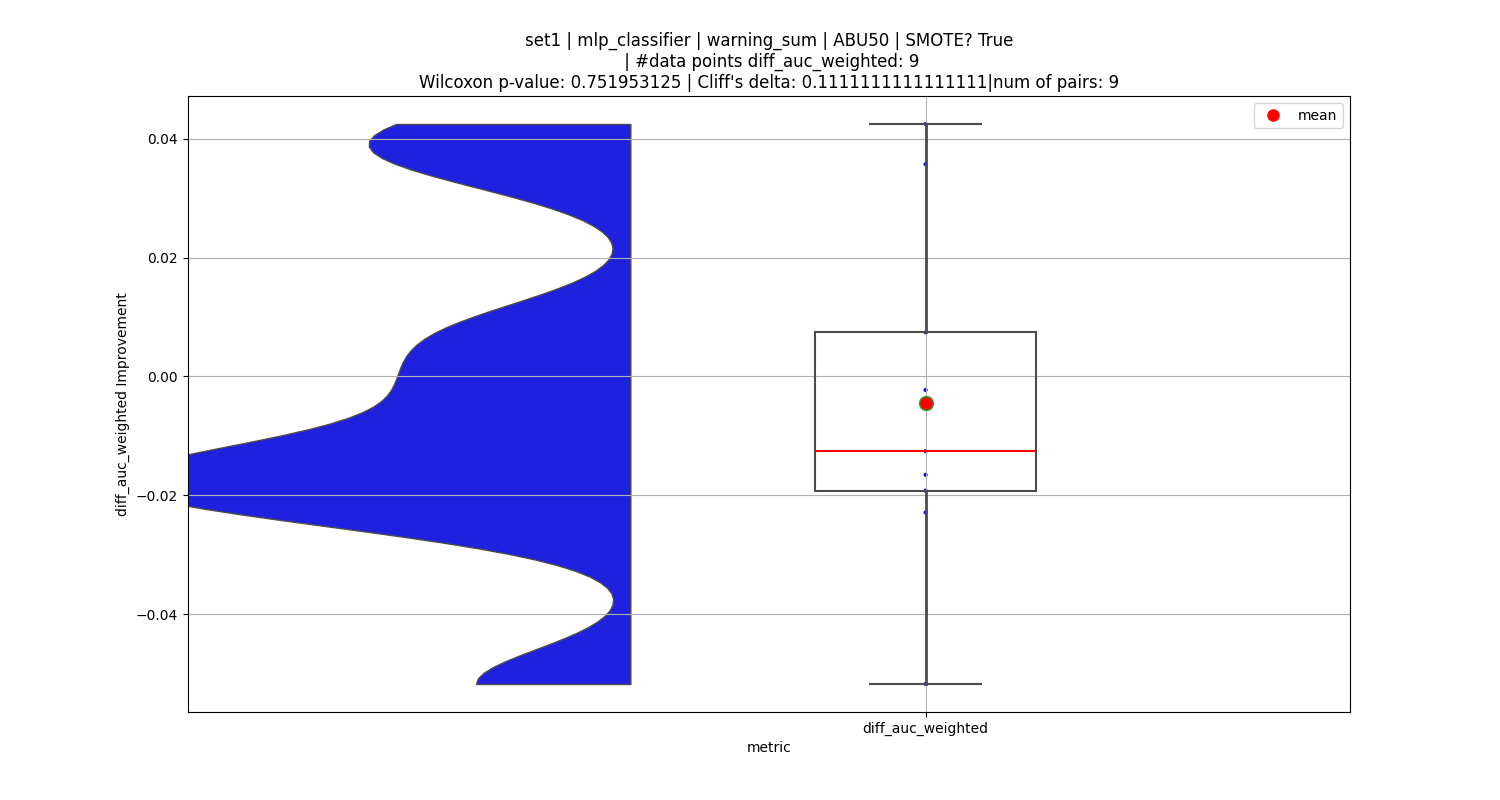 set1 | mlp_classifier | warning_sum | ABU50 | SMOTE? True
| #data points diff_auc_weighted: 9
Wilcoxon p-value: 0.751953125 | Cliff's delta: 0.1111111111111111|num of pairs: 9
mean
0.04
0.02
0.00
−0.02
−0.04
diff_auc_weighted Improvement
diff_auc_weighted
metric